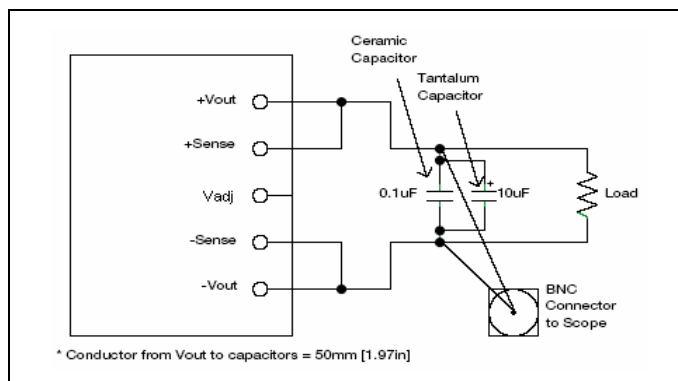 Ceramic
Capacitor
Tantalum
Capacitor
+Vout
+Sense
Vadj
-Sense
-Vout
0.1uF
+
10uF
Load
BNC
Connector
to Scope
* Conductor from Vout to capacitors = 50mm [1.97in]